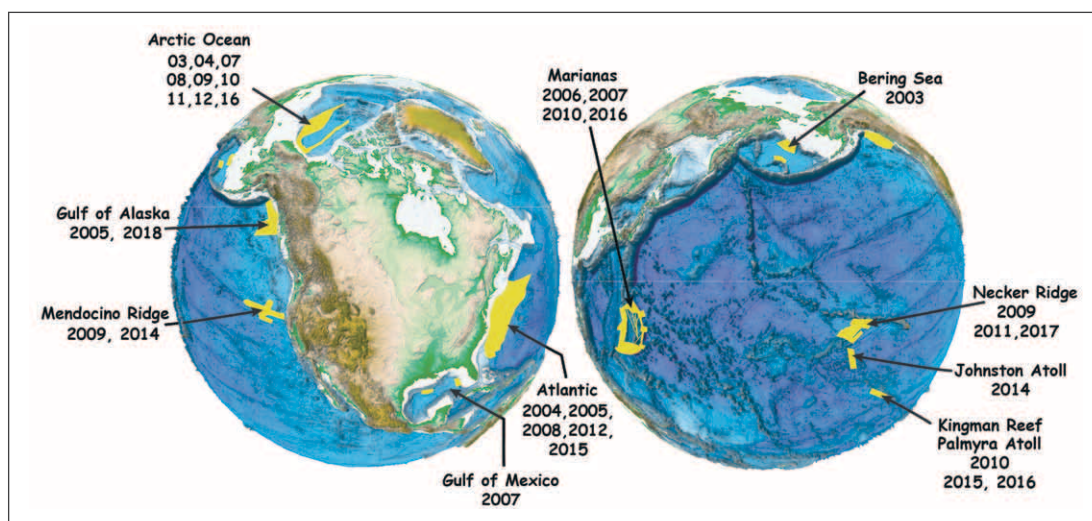 Arctic Ocean
03,04,07
08,09,10
11,12,16
Gulf of Alaska
2005, 2018
Mendocino Ridge
2009, 2014
Atlantic
2004,2005,
2008,2012,
2015
Gulf of Mexico
2007
Marianas
2006,2007
2010,2016
Bering Sea
2003
Necker Ridge
2009
2011,2017
Johnston Atoll
2014
Kingman Reef
Palmyra Atoll
2010
2015, 2016